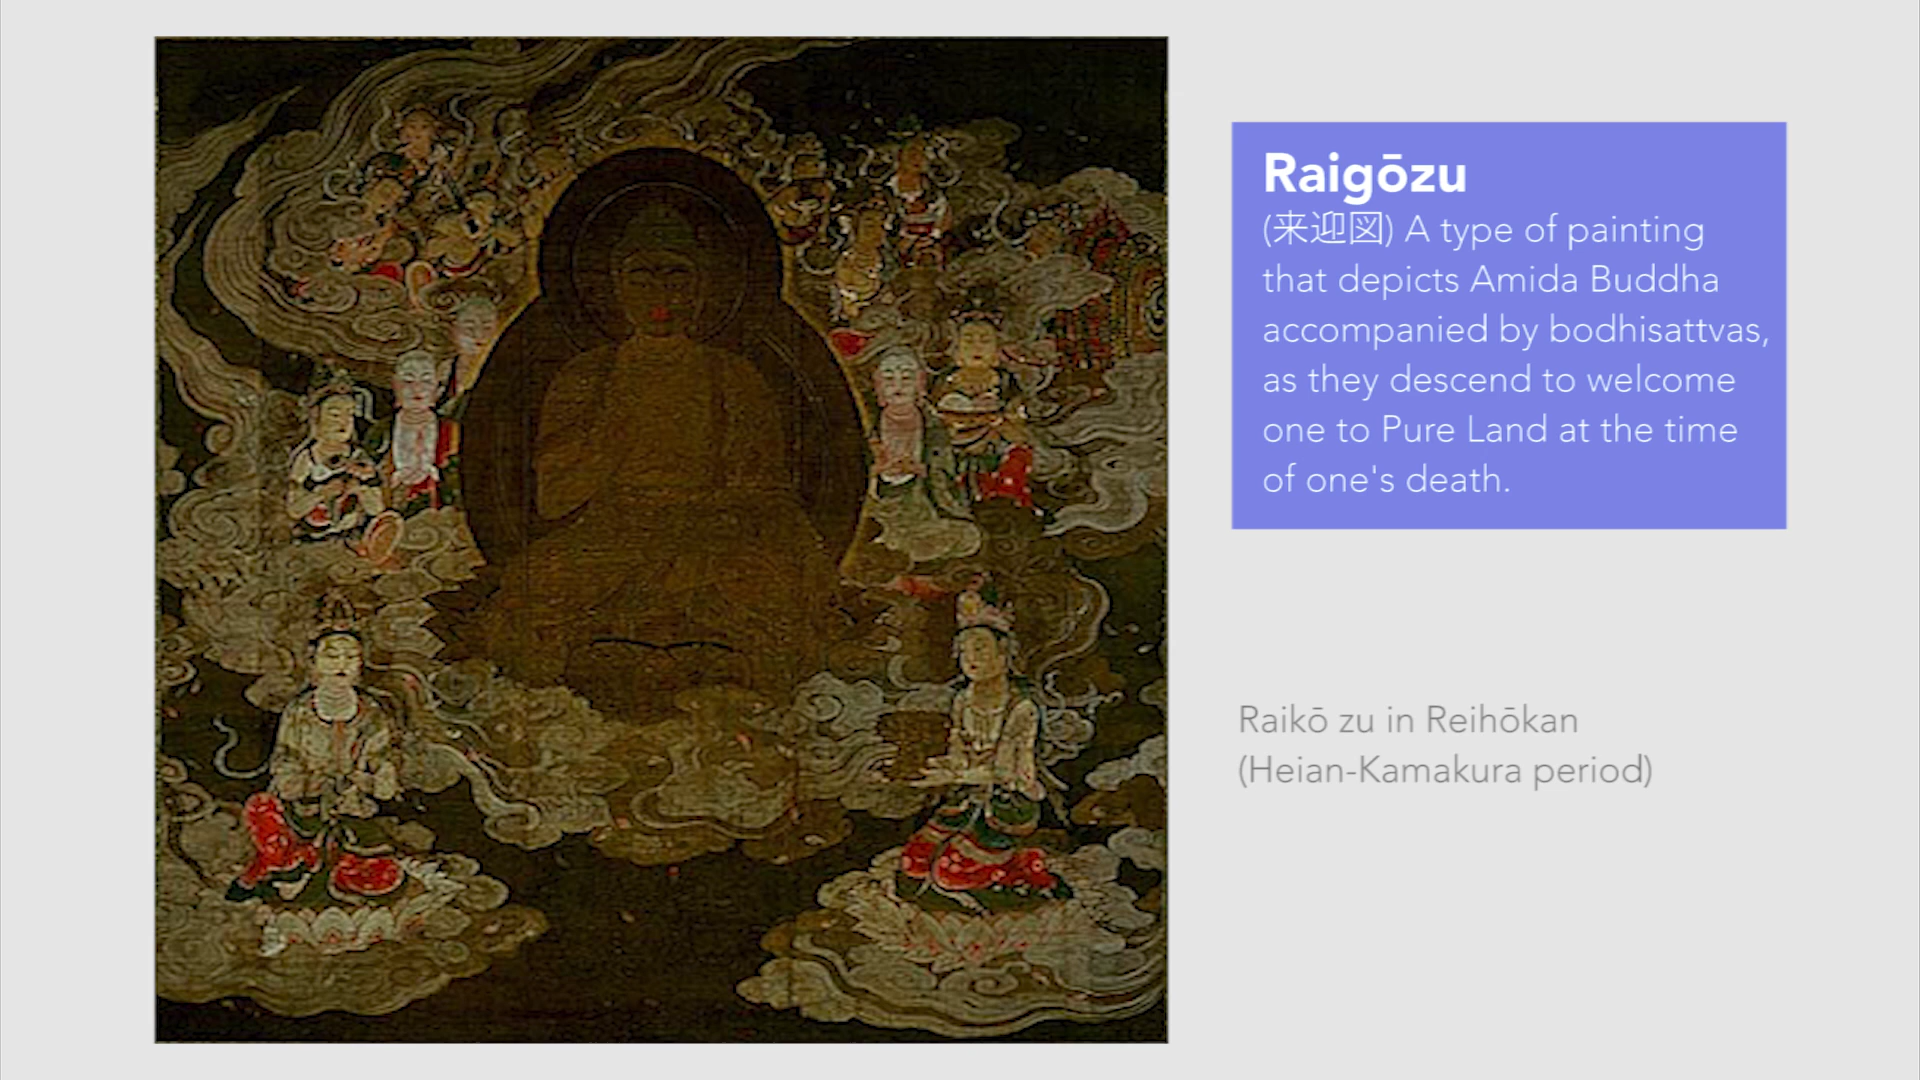 Raigōzu
(来迎図) A type of painting
that depicts Amida Buddha
accompanied by bodhisattvas,
as they descend to welcome
one to Pure Land at the time
of one's death.
Raikō zu in Reihōkan
(Heian-Kamakura period)